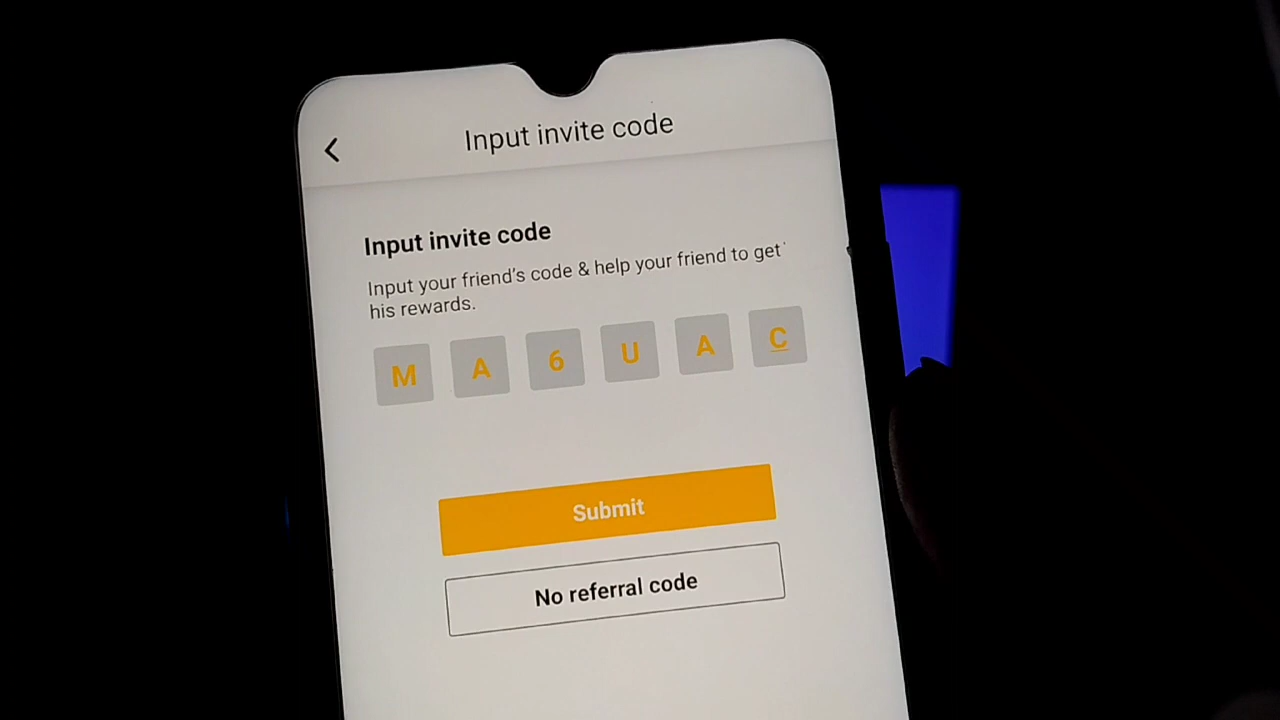 Input invite code
Input invite code
Input your friend's code & help your friend to get
his rewards.
M A 6 U A C
Submit
No referral code